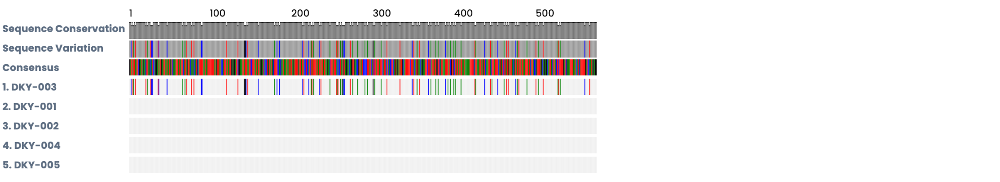 1 100 200 300 400 500
Sequence Conservation
Sequence Variation
Consensus
1. DKY-003
2. DKY-001
3. DKY-002
4. DKY-004
5. DKY-005